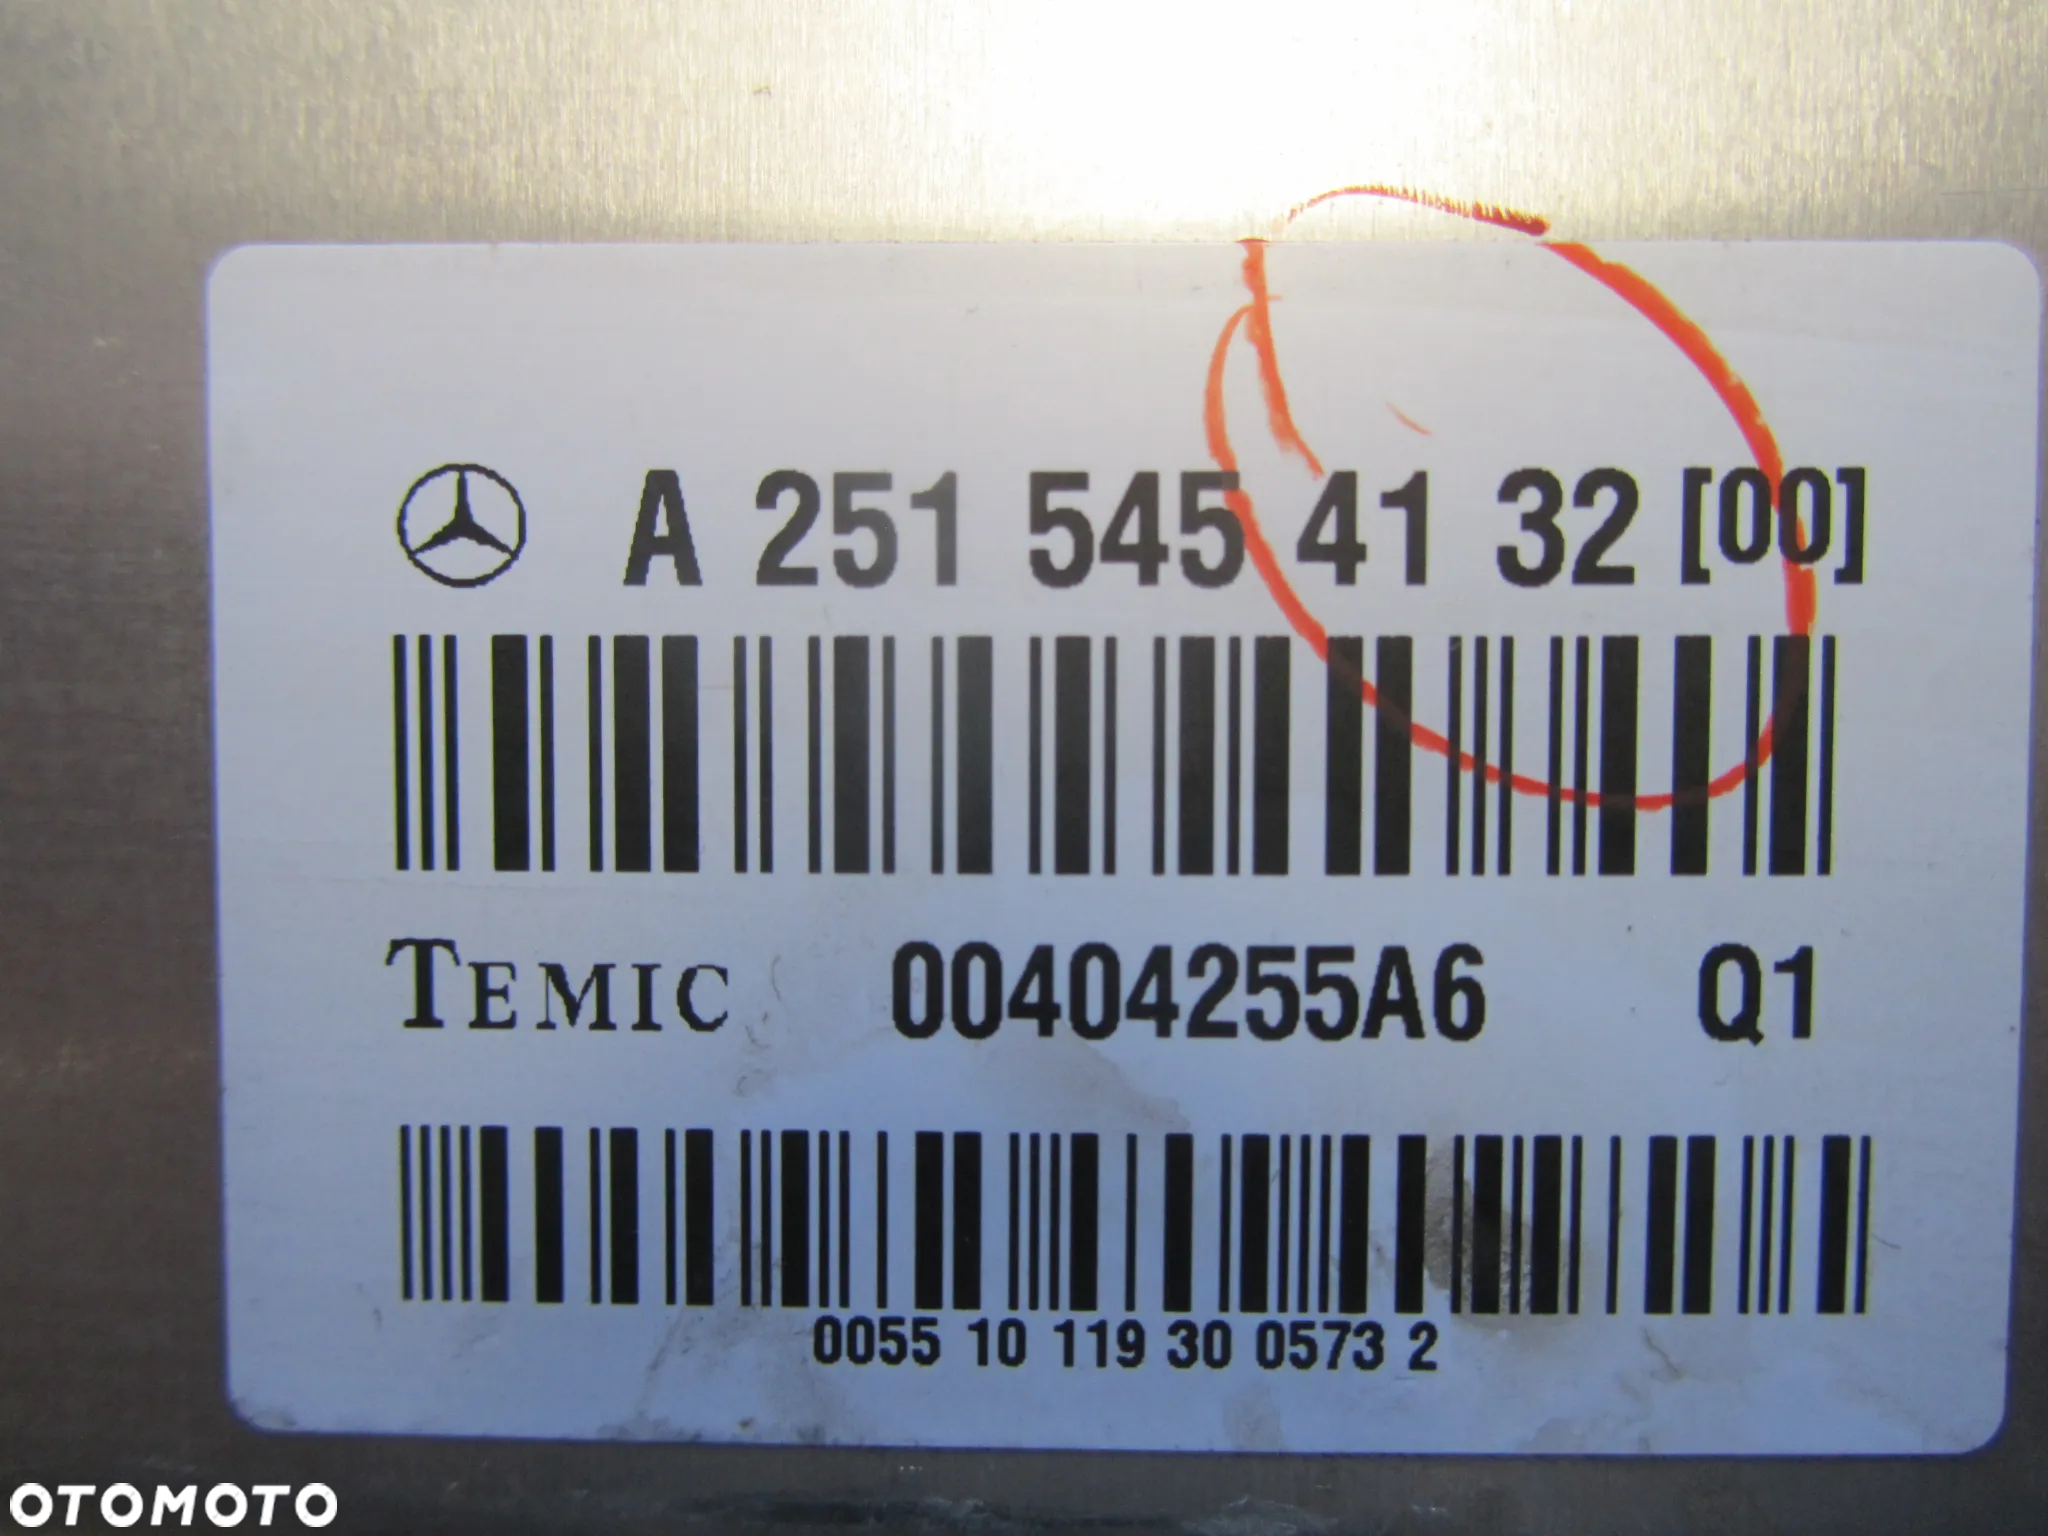 A 251 545 41 32 [00]
TEMIC 00404255A6 Q1
0055 10 119 30 0573 2
OTOMOTO